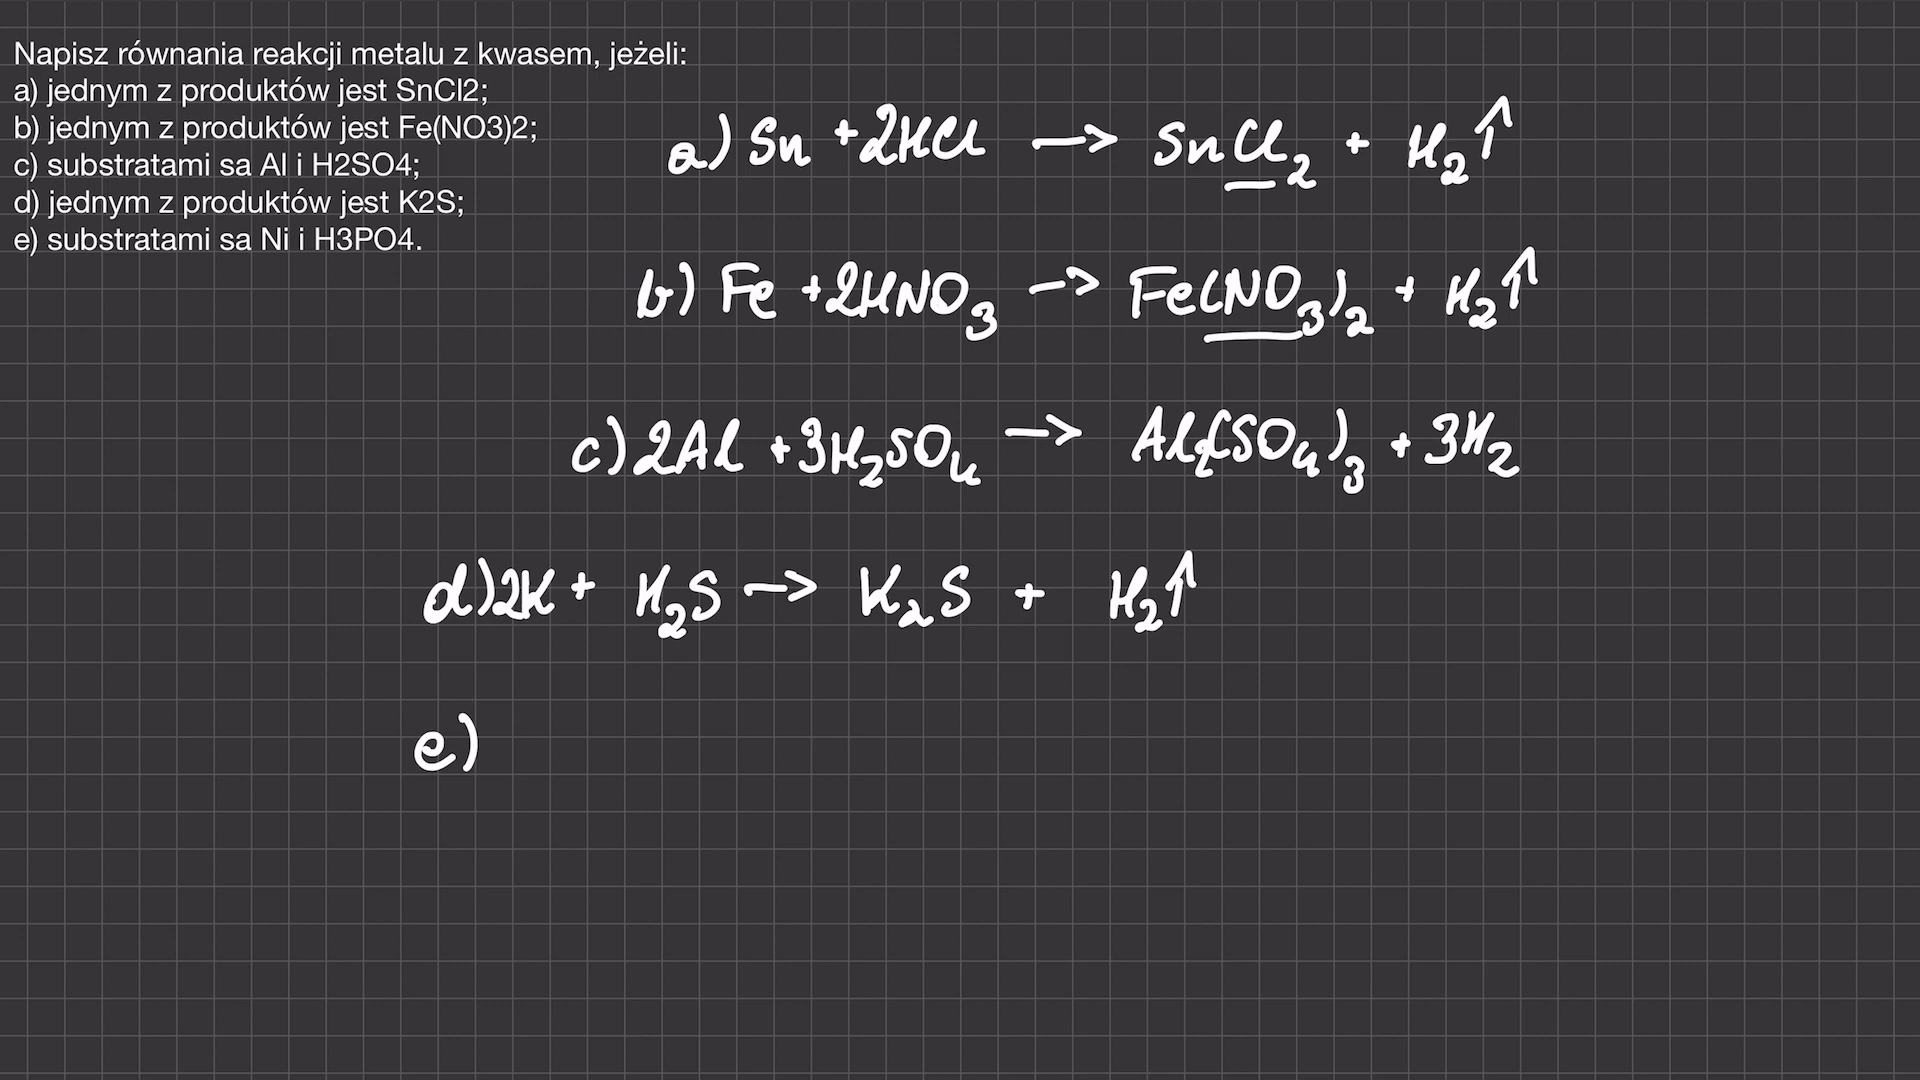 Napisz równania reakcji metalu z kwasem, jeżeli:
a) jednym z produktów jest SnCl2;
b) jednym z produktów jest Fe(NO3)2;
c) substratami sa Al i H2SO4;
d) jednym z produktów jest K2S;
e) substratami sa Ni i H3PO4.
a) Sn + 2HCl → SnCl₂ + H₂↑
b) Fe + 2HNO₃ → Fe(NO₃)₂ + H₂↑
c) 2Al + 3H₂SO₄ → Al₂(SO₄)₃ + 3H₂
d) 2K + H₂S → K₂S + H₂↑
e)